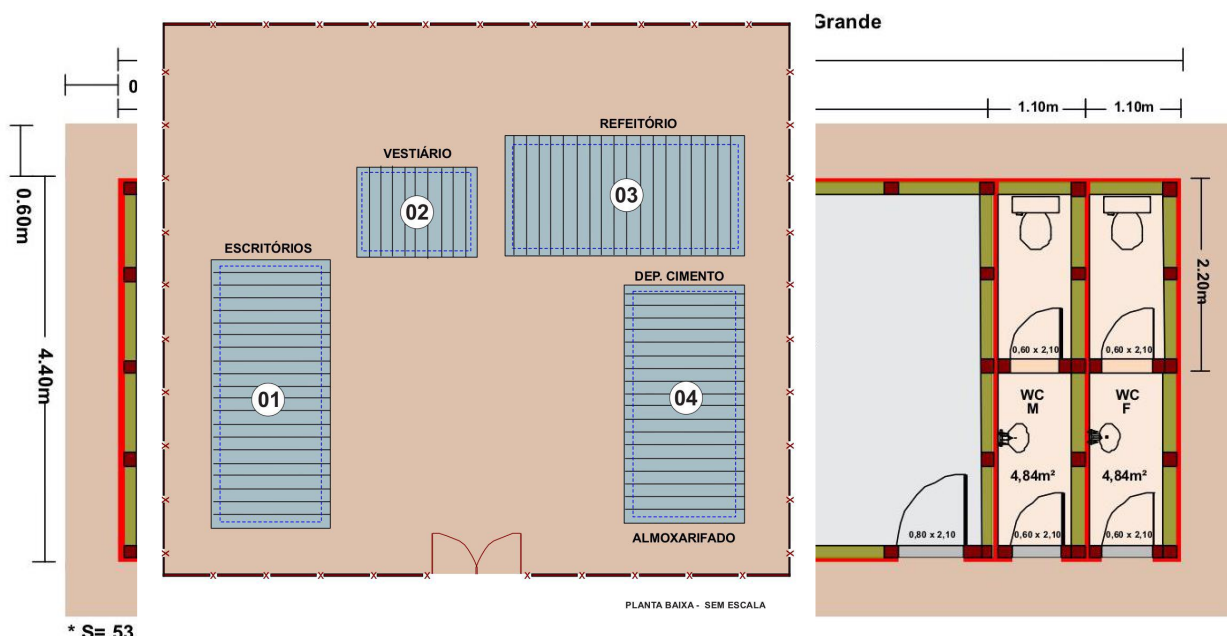 Grande
0
1.10m
1.10m
REFEITÓRIO
VESTIÁRIO
03
02
0.60m
ESCRITÓRIOS
DEP. CIMENTO
2.20m
0,60 x 2,10
0,60 x 2,10
4.40m
01
04
WC
M
WC
F
4,84m²
4,84m²
0,80 x 2,10
0,60 x 2,10
0,60 x 2,10
ALMOXARIFADO
PLANTA BAIXA - SEM ESCALA
* S= 53